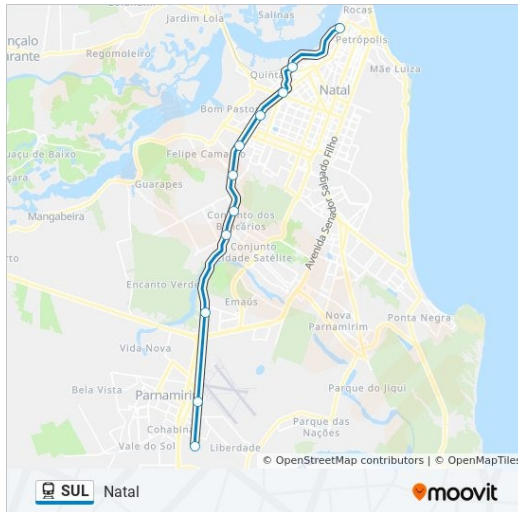 Rocas
Salinas
Jardim Lola
Petrópolis
Regomoleiro
Mãe Luiza
Natal
Bom Pastor
Felipe Camarão
Guarapes
Mangabeira
Avenida Senador Salgado Filho
Conjunto dos
Bancários
Conjunto
Cidade Satélite
Encanto Verde
Emaús
Nova
Parnamirim
Ponta Negra
Vida Nova
Bela Vista
Parnamirim
Parque do Jiqui
Cohabinal
Parque das
Nações
Vale do Sol
Liberdade
© OpenStreetMap contributors | © OpenMapTiles
SUL Natal
moovit